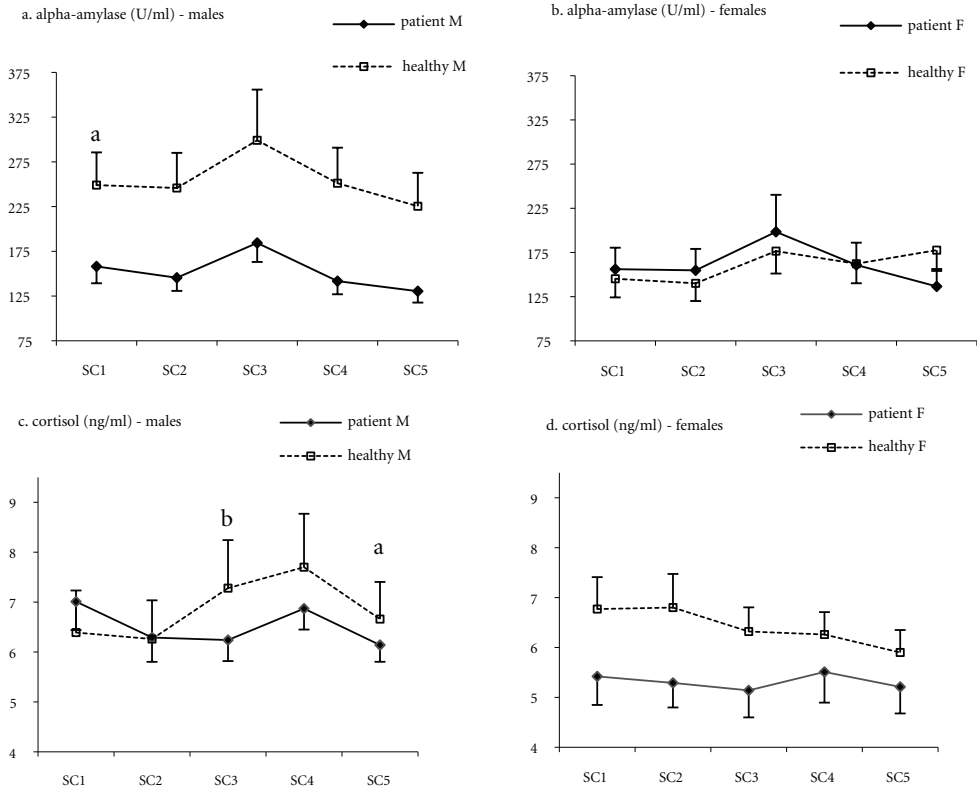 a. alpha-amylase (U/ml) - males
patient M
healthy M
375
325
275
225
175
125
75
a
SC1 SC2 SC3 SC4 SC5
b. alpha-amylase (U/ml) - females
patient F
healthy F
375
325
275
225
175
125
75
SC1 SC2 SC3 SC4 SC5
c. cortisol (ng/ml) - males
patient M
healthy M
9
8
7
6
5
4
b
a
SC1 SC2 SC3 SC4 SC5
d. cortisol (ng/ml) - females
patient F
healthy F
9
8
7
6
5
4
SC1 SC2 SC3 SC4 SC5